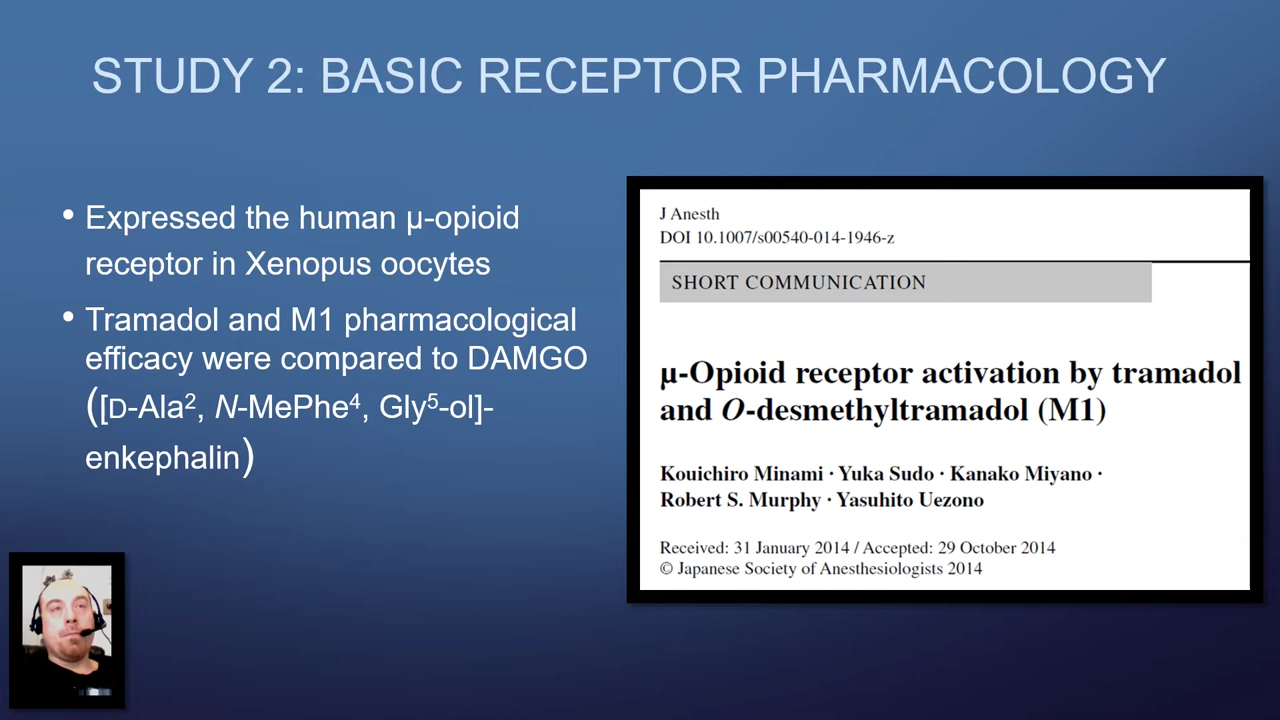 STUDY 2: BASIC RECEPTOR PHARMACOLOGY
• Expressed the human μ-opioid
receptor in Xenopus oocytes
• Tramadol and M1 pharmacological
efficacy were compared to DAMGO
([D-Ala², N-MePhe⁴, Gly⁵-ol]-
enkephalin)
J Anesth
DOI 10.1007/s00540-014-1946-z
SHORT COMMUNICATION
μ-Opioid receptor activation by tramadol
and O-desmethyltramadol (M1)
Kouichiro Minami · Yuka Sudo · Kanako Miyano ·
Robert S. Murphy · Yasuhito Uezono
Received: 31 January 2014 / Accepted: 29 October 2014
© Japanese Society of Anesthesiologists 2014